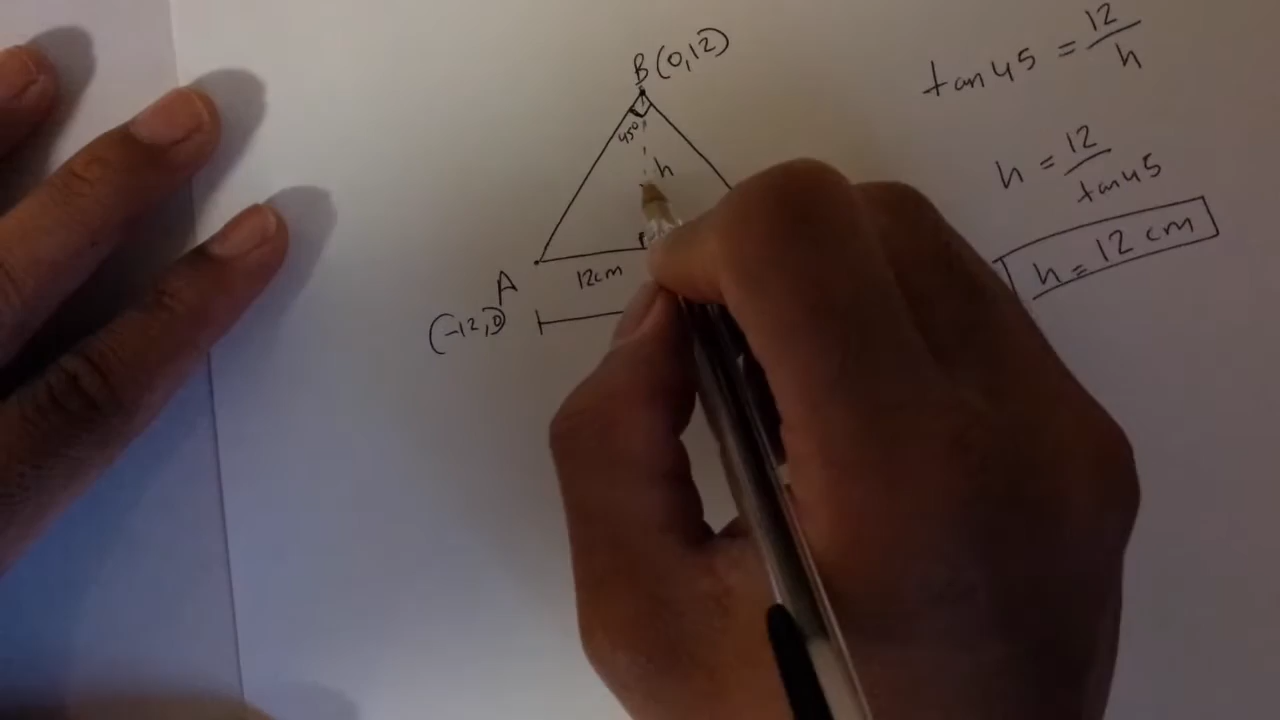 B(0,12)
45°
h
12cm
A
(-12,0)
tan45 = 12/h
h = 12/tan45
h = 12 cm